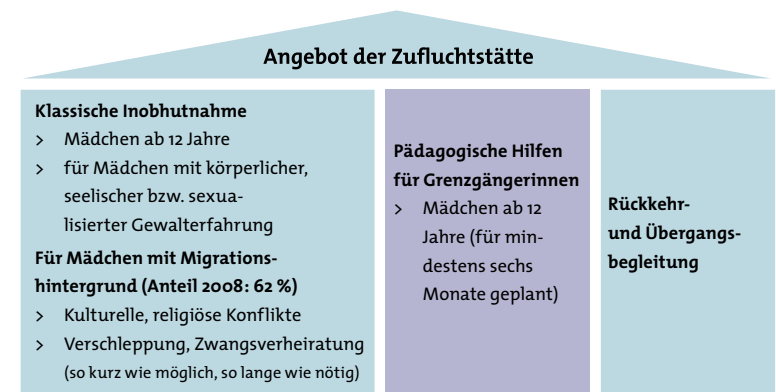 Angebot der Zufluchtstätte
Klassische Inobhutnahme
> Mädchen ab 12 Jahre
> für Mädchen mit körperlicher,
seelischer bzw. sexua-
lisierter Gewalterfahrung
Für Mädchen mit Migrations-
hintergrund (Anteil 2008: 62 %)
> Kulturelle, religiöse Konflikte
> Verschleppung, Zwangsverheiratung
(so kurz wie möglich, so lange wie nötig)
Pädagogische Hilfen
für Grenzgängerinnen
> Mädchen ab 12
Jahre (für min-
destens sechs
Monate geplant)
Rückkehr-
und Übergangs-
begleitung